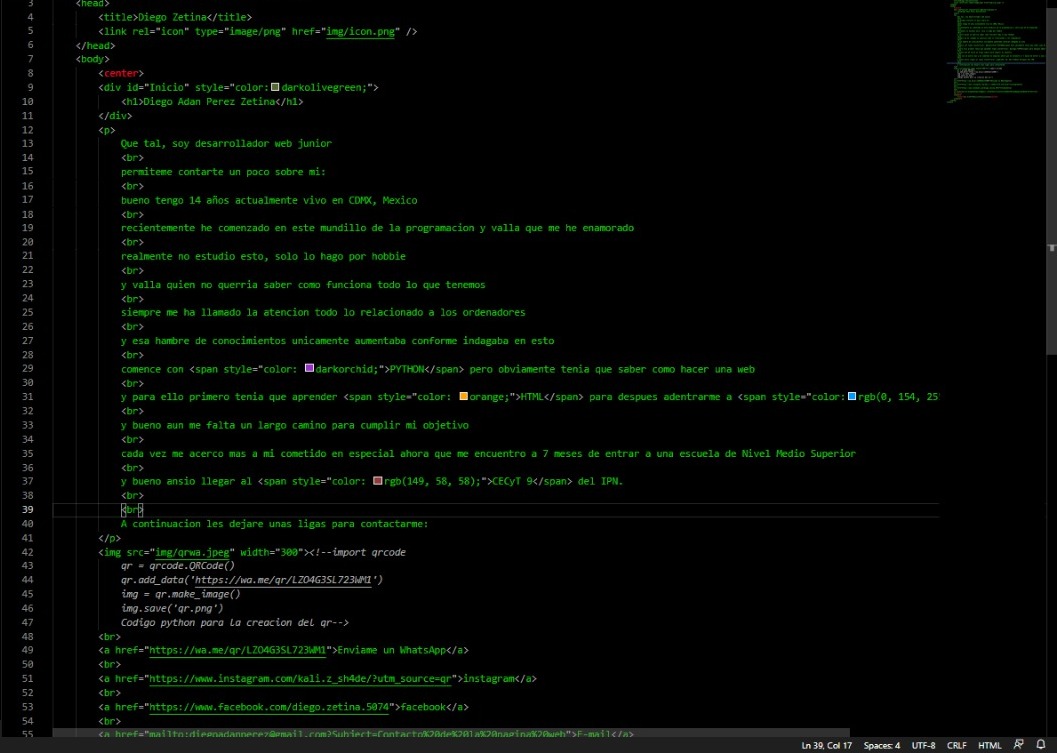 3 <head>
4 <title>Diego Zetina</title>
5 <link rel="icon" type="image/png" href="img/icon.png" />
6 </head>
7 <body>
8 <center>
9 <div id="Inicio" style="color:darkolivegreen;">
10 <h1>Diego Adan Perez Zetina</h1>
11 </div>
12 <p>
13 Que tal, soy desarrollador web junior
14 <br>
15 permiteme contarte un poco sobre mi:
16 <br>
17 bueno tengo 14 años actualmente vivo en CDMX, Mexico
18 <br>
19 recientemente he comenzado en este mundillo de la programacion y valla que me he enamorado
20 <br>
21 realmente no estudio esto, solo lo hago por hobbie
22 <br>
23 y valla quien no querria saber como funciona todo lo que tenemos
24 <br>
25 siempre me ha llamado la atencion todo lo relacionado a los ordenadores
26 <br>
27 y esa hambre de conocimientos unicamente aumentaba conforme indagaba en esto
28 <br>
29 comence con <span style="color: darkorchid;">PYTHON</span> pero obviamente tenia que saber como hacer una web
30 <br>
31 y para ello primero tenia que aprender <span style="color: orange;">HTML</span> para despues adentrarme a <span style="color:rgb(0, 154, 25
32 <br>
33 y bueno aun me falta un largo camino para cumplir mi objetivo
34 <br>
35 cada vez me acerco mas a mi cometido en especial ahora que me encuentro a 7 meses de entrar a una escuela de Nivel Medio Superior
36 <br>
37 y bueno ansio llegar al <span style="color: rgb(149, 58, 58);">CECyT 9</span> del IPN.
38 <br>
39 <br>
40 A continuacion les dejare unas ligas para contactarme:
41 </p>
42 <img src="img/qrwa.jpeg" width="300"><!--import qrcode
43 qr = qrcode.QRCode()
44 qr.add_data('https://wa.me/qr/LZO4G3SL723WM1')
45 img = qr.make_image()
46 img.save('qr.png')
47 Codigo python para la creacion del qr-->
48 <br>
49 <a href="https://wa.me/qr/LZO4G3SL723WM1">Enviame un WhatsApp</a>
50 <br>
51 <a href="https://www.instagram.com/kali.z_sh4de/?utm_source=qr">instagram</a>
52 <br>
53 <a href="https://www.facebook.com/diego.zetina.5074">facebook</a>
54 <br>
55 <a href="mailto:diegoadanperez@gmail.com?Subject=Contacto%20de%20la%20pagina%20web">E-mail</a>
Ln 39, Col 17 Spaces: 4 UTF-8 CRLF HTML